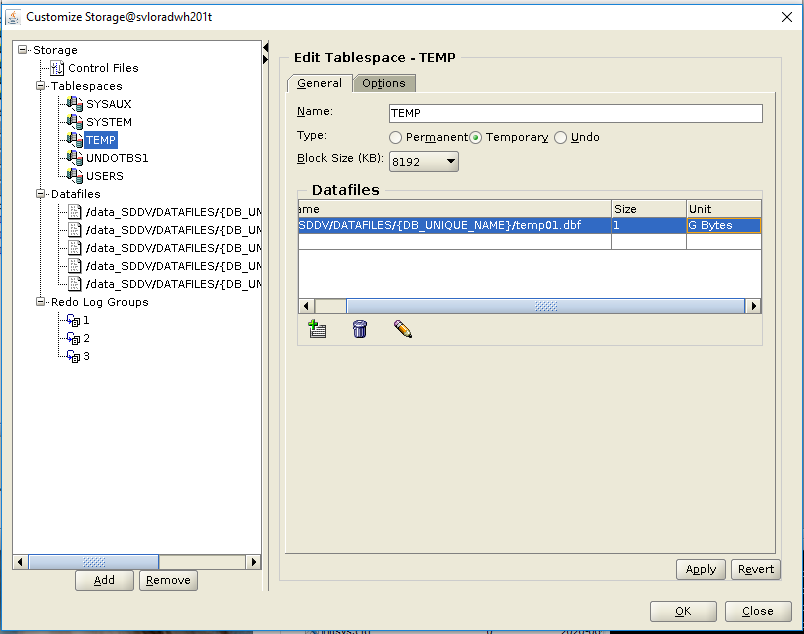 Customize Storage@svloradwh201t
Storage
Control Files
Tablespaces
SYSAUX
SYSTEM
TEMP
UNDOTBS1
USERS
Datafiles
/data_SDDV/DATAFILES/{DB_UN
/data_SDDV/DATAFILES/{DB_UN
/data_SDDV/DATAFILES/{DB_UN
/data_SDDV/DATAFILES/{DB_UN
/data_SDDV/DATAFILES/{DB_UN
Redo Log Groups
1
2
3
Add Remove
Edit Tablespace - TEMP
General Options
Name: TEMP
Type: Permanent Temporary Undo
Block Size (KB): 8192
Datafiles
ame Size Unit
SDDV/DATAFILES/{DB_UNIQUE_NAME}/temp01.dbf 1 G Bytes
Apply Revert
OK Close